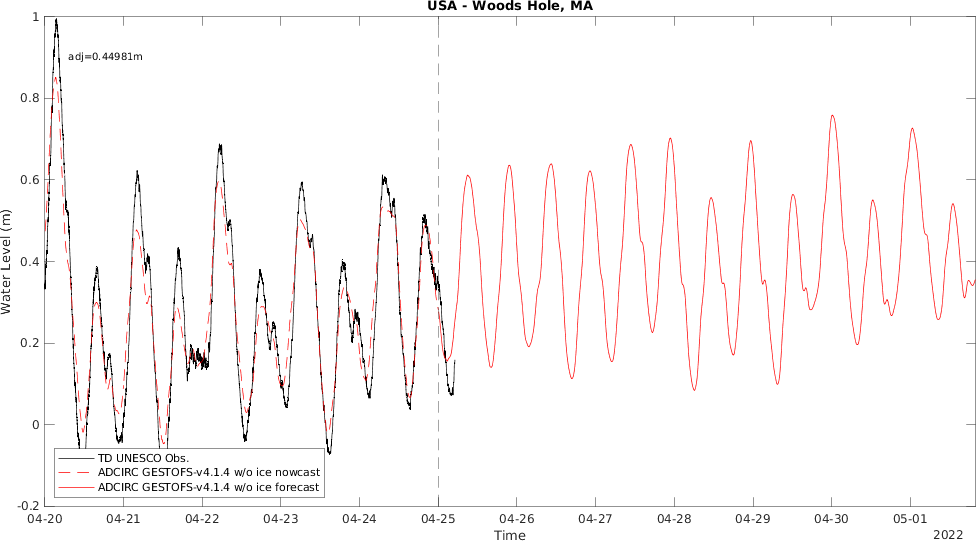 USA - Woods Hole, MA
adj=0.44981m
Water Level (m)
1
0.8
0.6
0.4
0.2
0
-0.2
TD UNESCO Obs.
ADCIRC GESTOFS-v4.1.4 w/o ice nowcast
ADCIRC GESTOFS-v4.1.4 w/o ice forecast
04-20 04-21 04-22 04-23 04-24 04-25 04-26 04-27 04-28 04-29 04-30 05-01
Time
2022